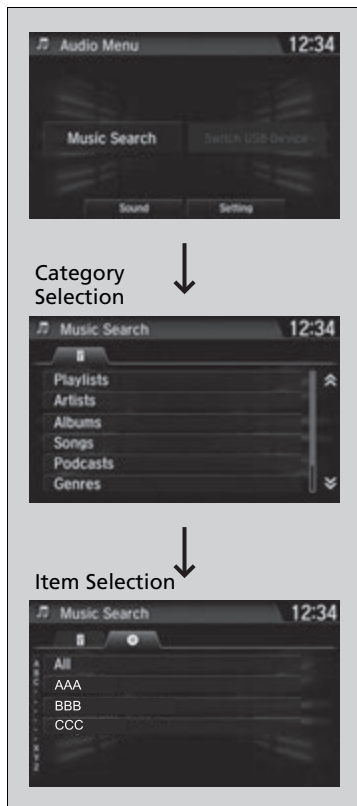 Audio Menu 12:34
Music Search Switch USB Device
Sound Setting
Category
Selection
Music Search 12:34
Playlists
Artists
Albums
Songs
Podcasts
Genres
Item Selection
Music Search 12:34
All
AAA
BBB
CCC
A
B
C
X
Y
Z